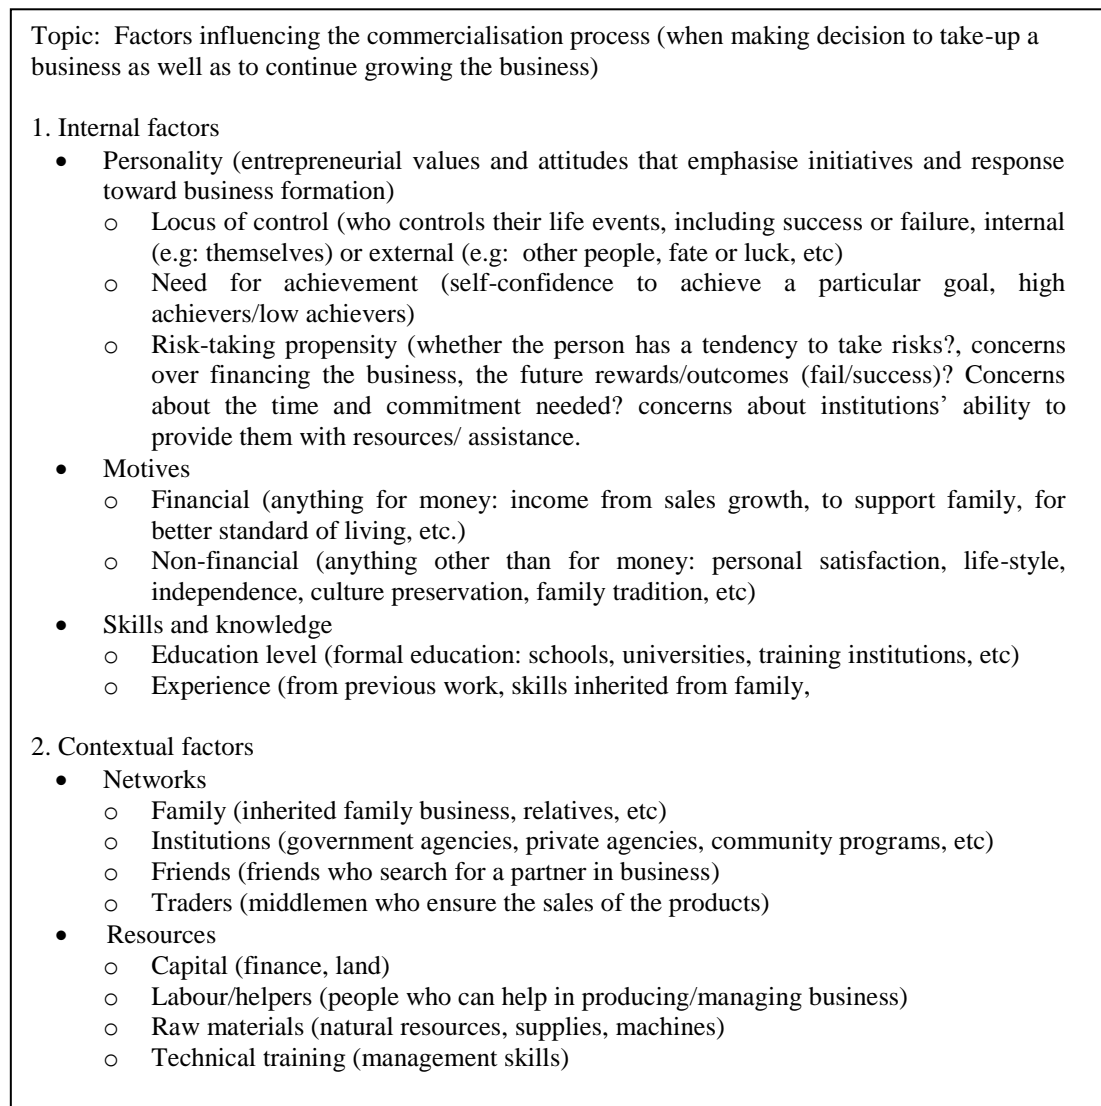 Topic:  Factors influencing the commercialisation process (when making decision to take-up a
business as well as to continue growing the business)
1. Internal factors
• Personality (entrepreneurial values and attitudes that emphasise initiatives and response
toward business formation)
o Locus of control (who controls their life events, including success or failure, internal
(e.g: themselves) or external (e.g:  other people, fate or luck, etc)
o Need for achievement (self-confidence to achieve a particular goal, high
achievers/low achievers)
o Risk-taking propensity (whether the person has a tendency to take risks?, concerns
over financing the business, the future rewards/outcomes (fail/success)? Concerns
about the time and commitment needed? concerns about institutions’ ability to
provide them with resources/ assistance.
• Motives
o Financial (anything for money: income from sales growth, to support family, for
better standard of living, etc.)
o Non-financial (anything other than for money: personal satisfaction, life-style,
independence, culture preservation, family tradition, etc)
• Skills and knowledge
o Education level (formal education: schools, universities, training institutions, etc)
o Experience (from previous work, skills inherited from family,
2. Contextual factors
• Networks
o Family (inherited family business, relatives, etc)
o Institutions (government agencies, private agencies, community programs, etc)
o Friends (friends who search for a partner in business)
o Traders (middlemen who ensure the sales of the products)
• Resources
o Capital (finance, land)
o Labour/helpers (people who can help in producing/managing business)
o Raw materials (natural resources, supplies, machines)
o Technical training (management skills)